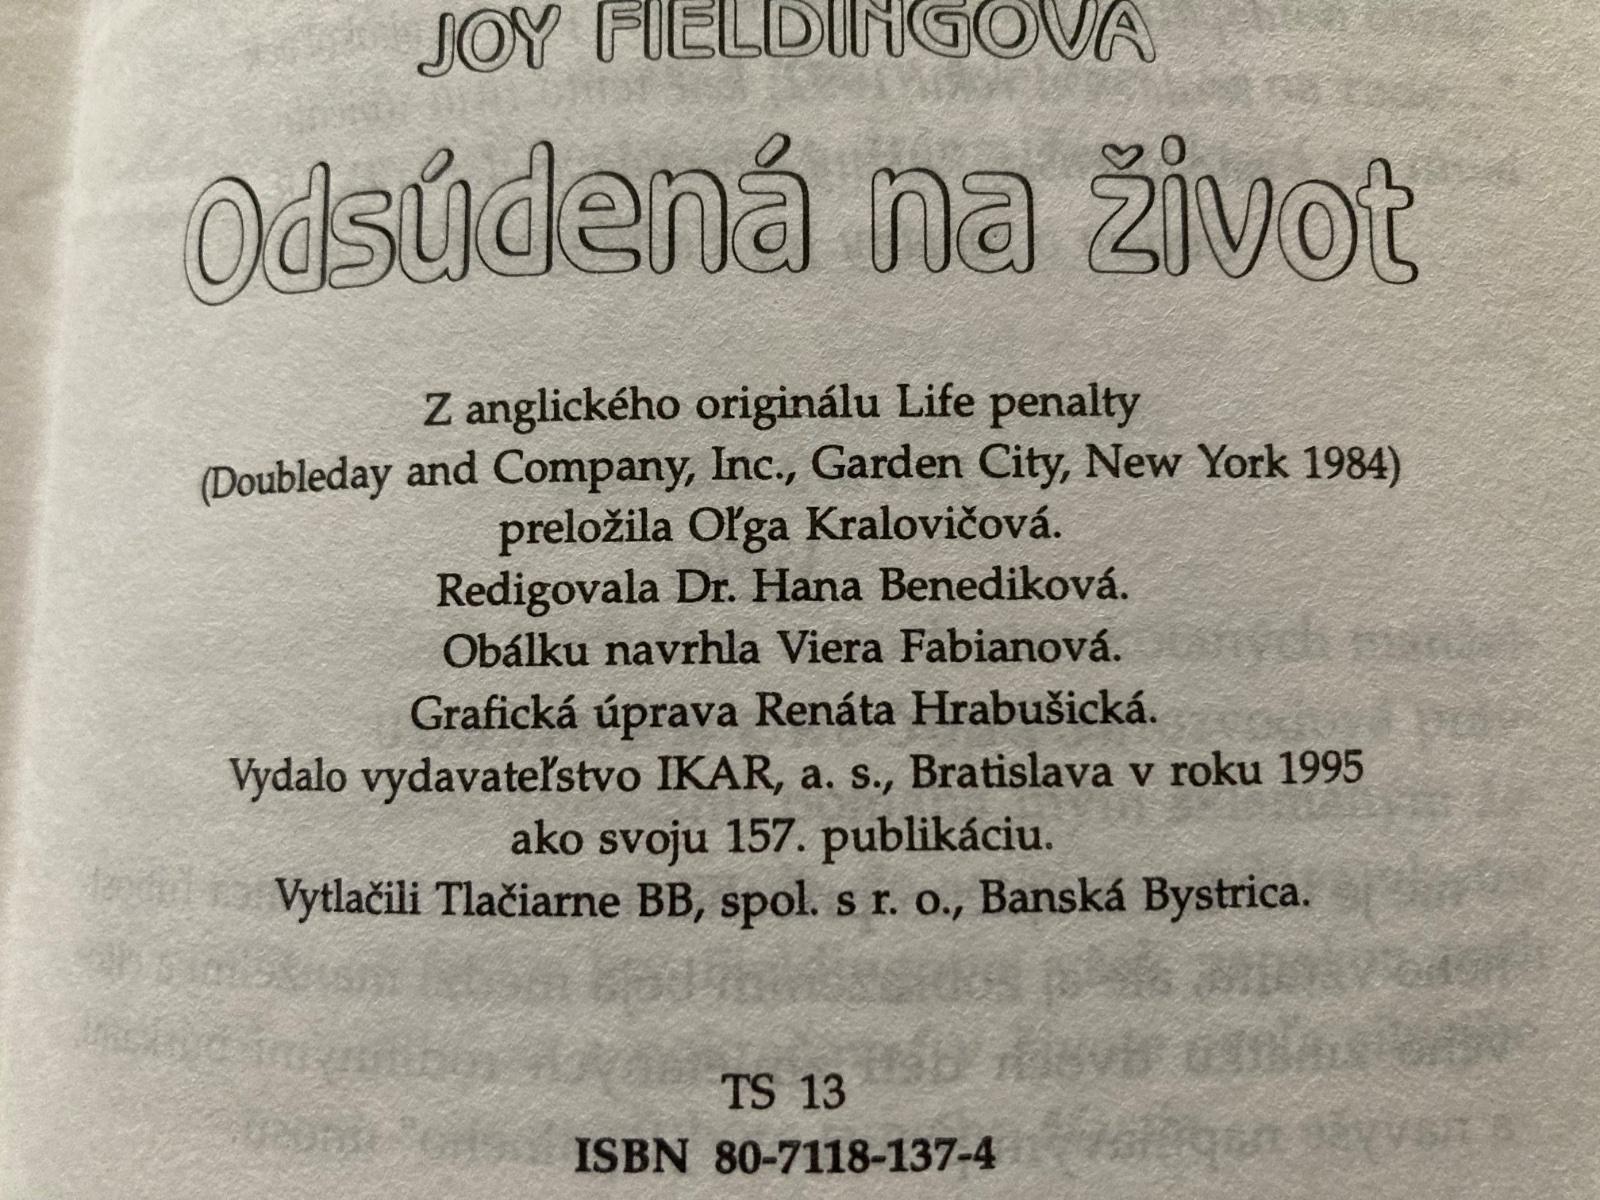 JOY FIELDINGOVÁ
Odsúdená na život
Z anglického originálu Life penalty
(Doubleday and Company, Inc., Garden City, New York 1984)
preložila Oľga Kralovičová.
Redigovala Dr. Hana Benediková.
Obálku navrhla Viera Fabianová.
Grafická úprava Renáta Hrabušická.
Vydalo vydavateľstvo IKAR, a. s., Bratislava v roku 1995
ako svoju 157. publikáciu.
Vytlačili Tlačiarne BB, spol. s r. o., Banská Bystrica.
TS 13
ISBN 80-7118-137-4